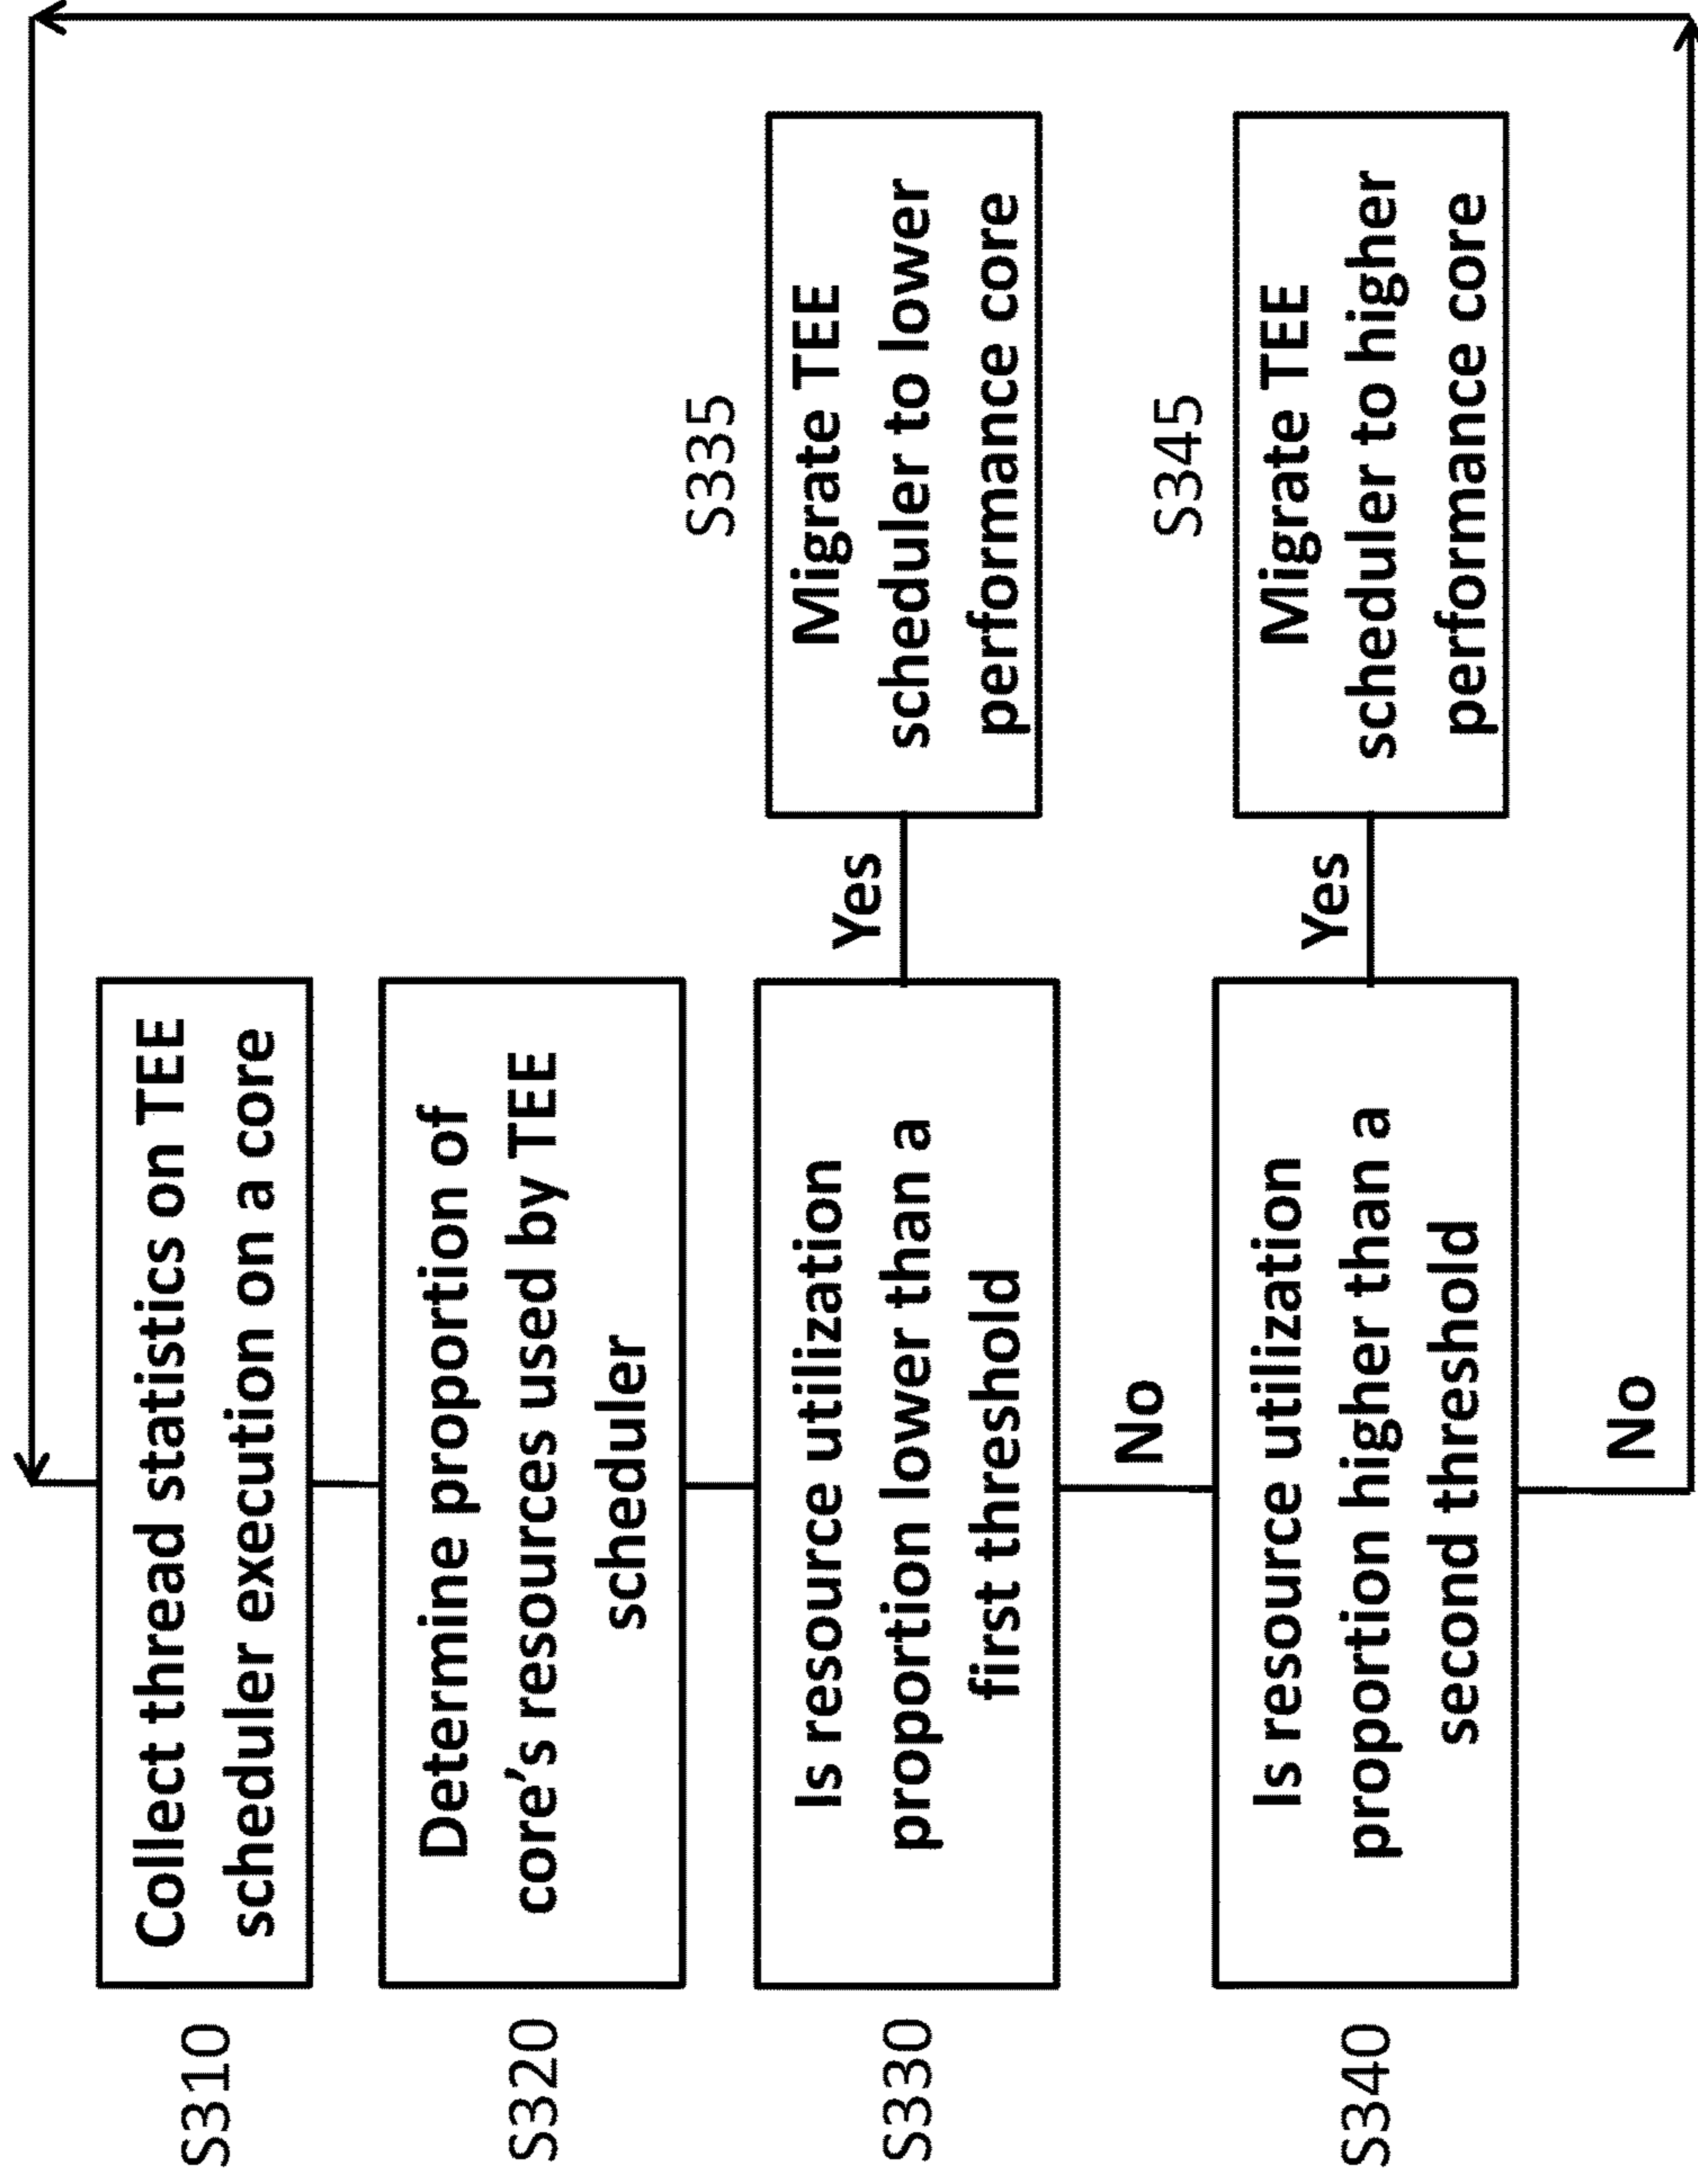 S310
Collect thread statistics on TEE
scheduler execution on a core
S320
Determine proportion of
core's resources used by TEE
scheduler
S330
Is resource utilization
proportion lower than a
first threshold
Yes
S335
Migrate TEE
scheduler to lower
performance core
No
S340
Is resource utilization
proportion higher than a
second threshold
Yes
S345
Migrate TEE
scheduler to higher
performance core
No